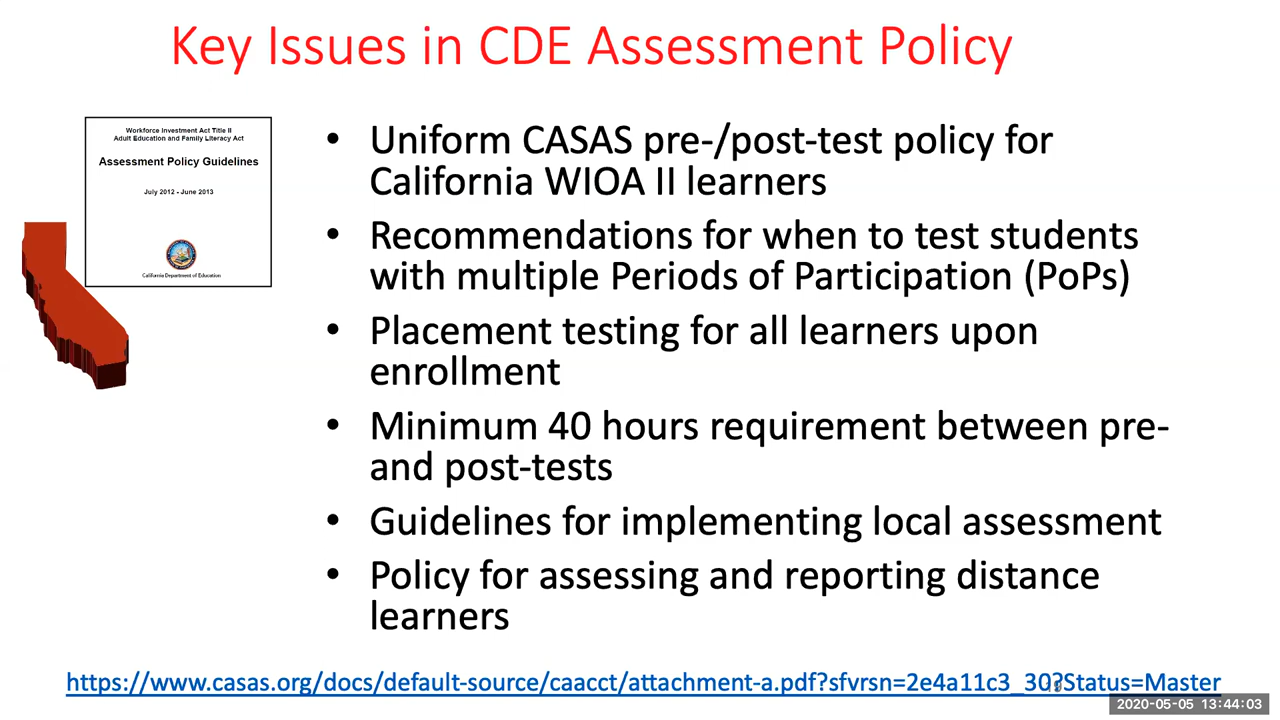 Key Issues in CDE Assessment Policy
Workforce Investment Act Title II
Adult Education and Family Literacy Act
Assessment Policy Guidelines
July 2012 - June 2013
California Department of Education
• Uniform CASAS pre-/post-test policy for
California WIOA II learners
• Recommendations for when to test students
with multiple Periods of Participation (PoPs)
• Placement testing for all learners upon
enrollment
• Minimum 40 hours requirement between pre-
and post-tests
• Guidelines for implementing local assessment
• Policy for assessing and reporting distance
learners
https://www.casas.org/docs/default-source/caacct/attachment-a.pdf?sfvrsn=2e4a11c3_30?Status=Master
2020-05-05 13:44:03